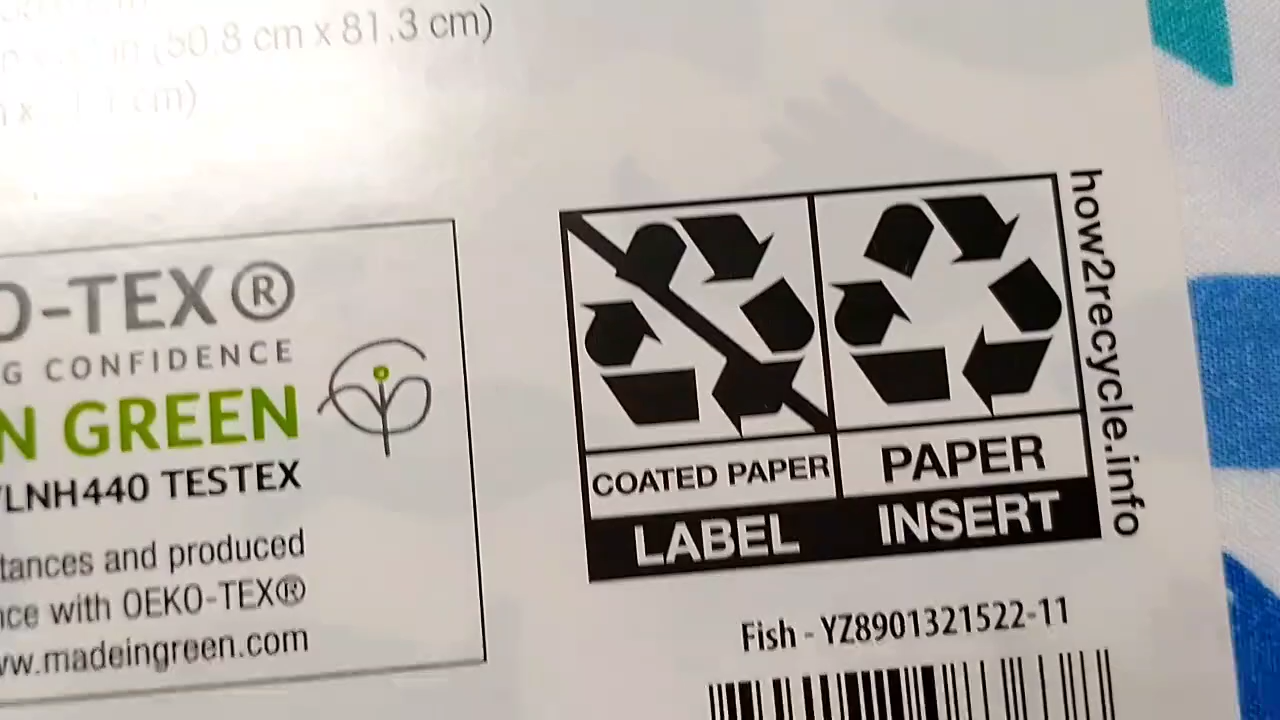 (50.8 cm x 81.3 cm)
cm)
O-TEX®
G CONFIDENCE
N GREEN
LNH440 TESTEX
tances and produced
nce with OEKO-TEX®
ww.madeingreen.com
COATED PAPER
LABEL
PAPER
INSERT
how2recycle.info
Fish - YZ8901321522-11